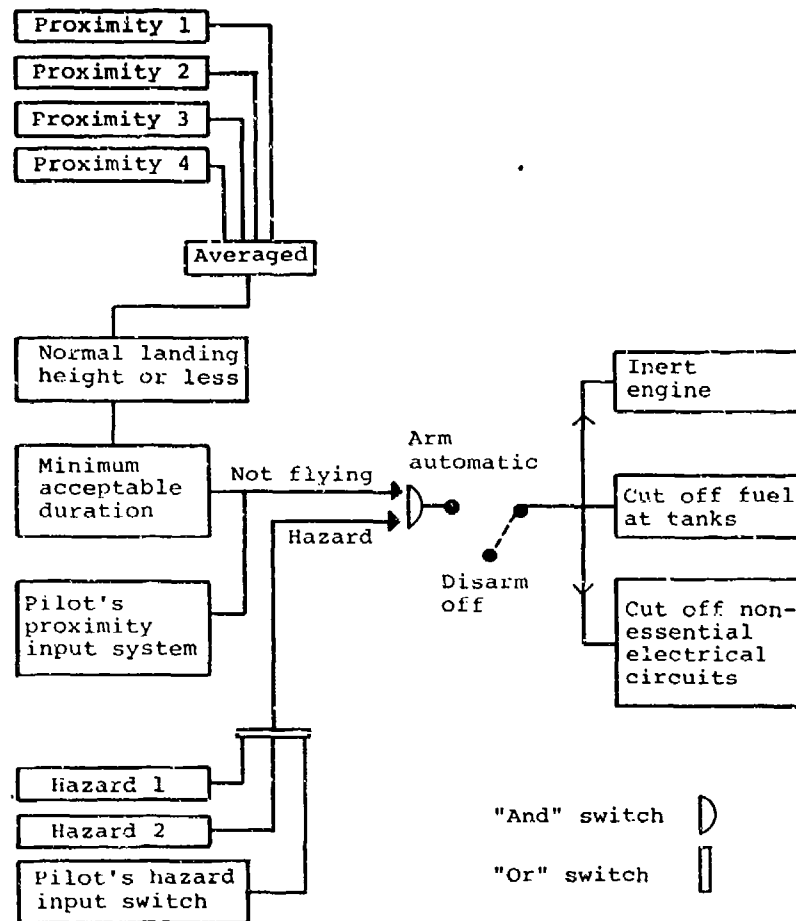 Proximity 1
Proximity 2
Proximity 3
Proximity 4
Averaged
Normal landing
height or less
Minimum
acceptable
duration
Not flying
Hazard
Arm
automatic
Disarm
off
Inert
engine
Cut off fuel
at tanks
Cut off non-
essential
electrical
circuits
Pilot's
proximity
input system
Hazard 1
Hazard 2
Pilot's hazard
input switch
"And" switch
"Or" switch